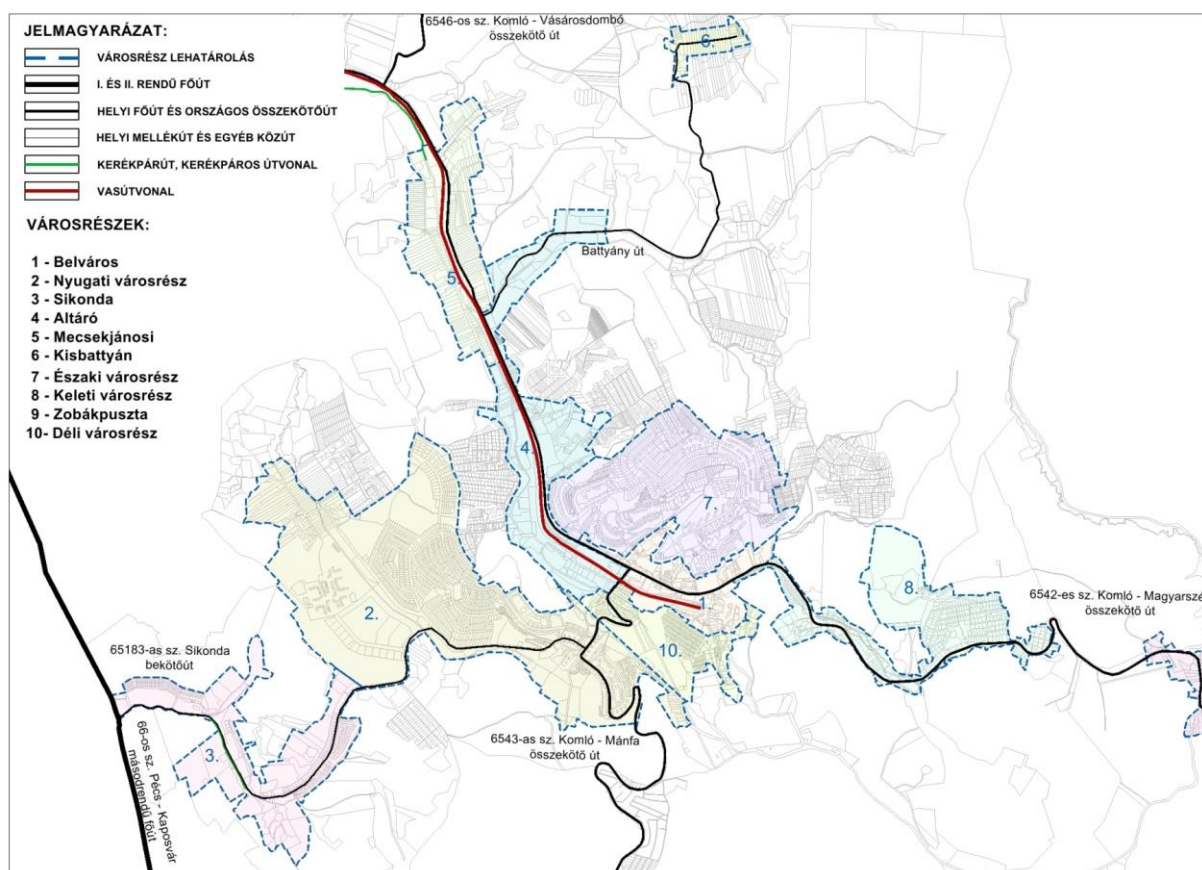 JELMAGYARÁZAT:
VÁROSRÉSZ LEHATÁROLÁS
I. ÉS II. RENDŰ FŐÚT
HELYI FŐÚT ÉS ORSZÁGOS ÖSSZEKÖTŐÚT
HELYI MELLÉKÚT ÉS EGYÉB KÖZÚT
KERÉKPÁRÚT, KERÉKPÁROS ÚTVONAL
VASÚTVONAL
VÁROSRÉSZEK:
1 - Belváros
2 - Nyugati városrész
3 - Sikonda
4 - Altáró
5 - Mecsekjánosi
6 - Kisbattyán
7 - Északi városrész
8 - Keleti városrész
9 - Zobákpuszta
10- Déli városrész
6546-os sz. Komló - Vásárosdombó
összekötő út
6.
Battyány út
5.
4.
7.
8.
6542-es sz. Komló - Magyarszé
összekötő út
1.
2.
10.
65183-as sz. Sikonda
bekötőút
3.
66-os sz. Pécs - Kaposvár
másodrendű főút
6543-as sz. Komló - Mánfa
összekötő út